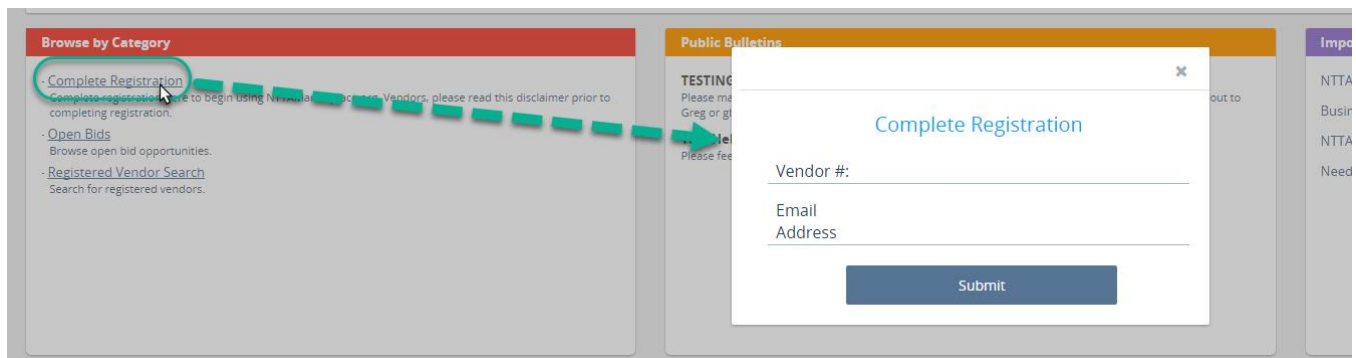 Browse by Category
- Complete Registration
Complete registration here to begin using Vendors, please read this disclaimer prior to
completing registration.
- Open Bids
Browse open bid opportunities.
- Registered Vendor Search
Search for registered vendors.
Public Bulletins
TESTING
Please ma out to
Greg or gl
Please fee
×
Complete Registration
Vendor #:
Email
Address
Submit
Impo
NTTA
Busin
NTTA
Need